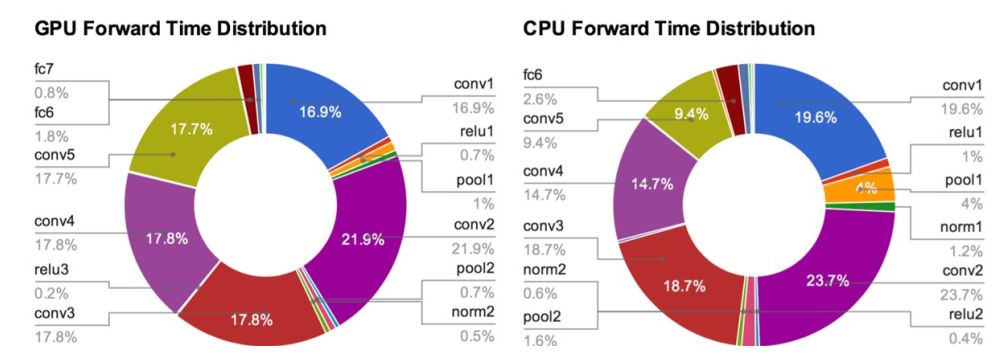 GPU Forward Time Distribution
fc7
0.8%
fc6
1.8%
conv5
17.7%
conv4
17.8%
relu3
0.2%
conv3
17.8%
16.9%
21.9%
17.8%
17.8%
17.7%
conv1
16.9%
relu1
0.7%
pool1
1%
conv2
21.9%
pool2
0.7%
norm2
0.5%
CPU Forward Time Distribution
fc6
2.6%
conv5
9.4%
conv4
14.7%
conv3
18.7%
norm2
0.6%
pool2
1.6%
19.6%
4%
23.7%
18.7%
14.7%
9.4%
conv1
19.6%
relu1
1%
pool1
4%
norm1
1.2%
conv2
23.7%
relu2
0.4%